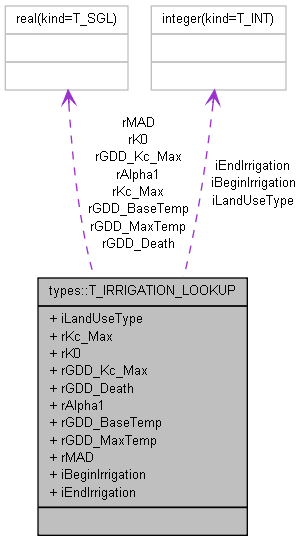 real(kind=T_SGL)
integer(kind=T_INT)
rMAD
rK0
rGDD_Kc_Max
rAlpha1
rKc_Max
rGDD_BaseTemp
rGDD_MaxTemp
rGDD_Death
iEndIrrigation
iBeginIrrigation
iLandUseType
types::T_IRRIGATION_LOOKUP
+ iLandUseType
+ rKc_Max
+ rK0
+ rGDD_Kc_Max
+ rGDD_Death
+ rAlpha1
+ rGDD_BaseTemp
+ rGDD_MaxTemp
+ rMAD
+ iBeginIrrigation
+ iEndIrrigation